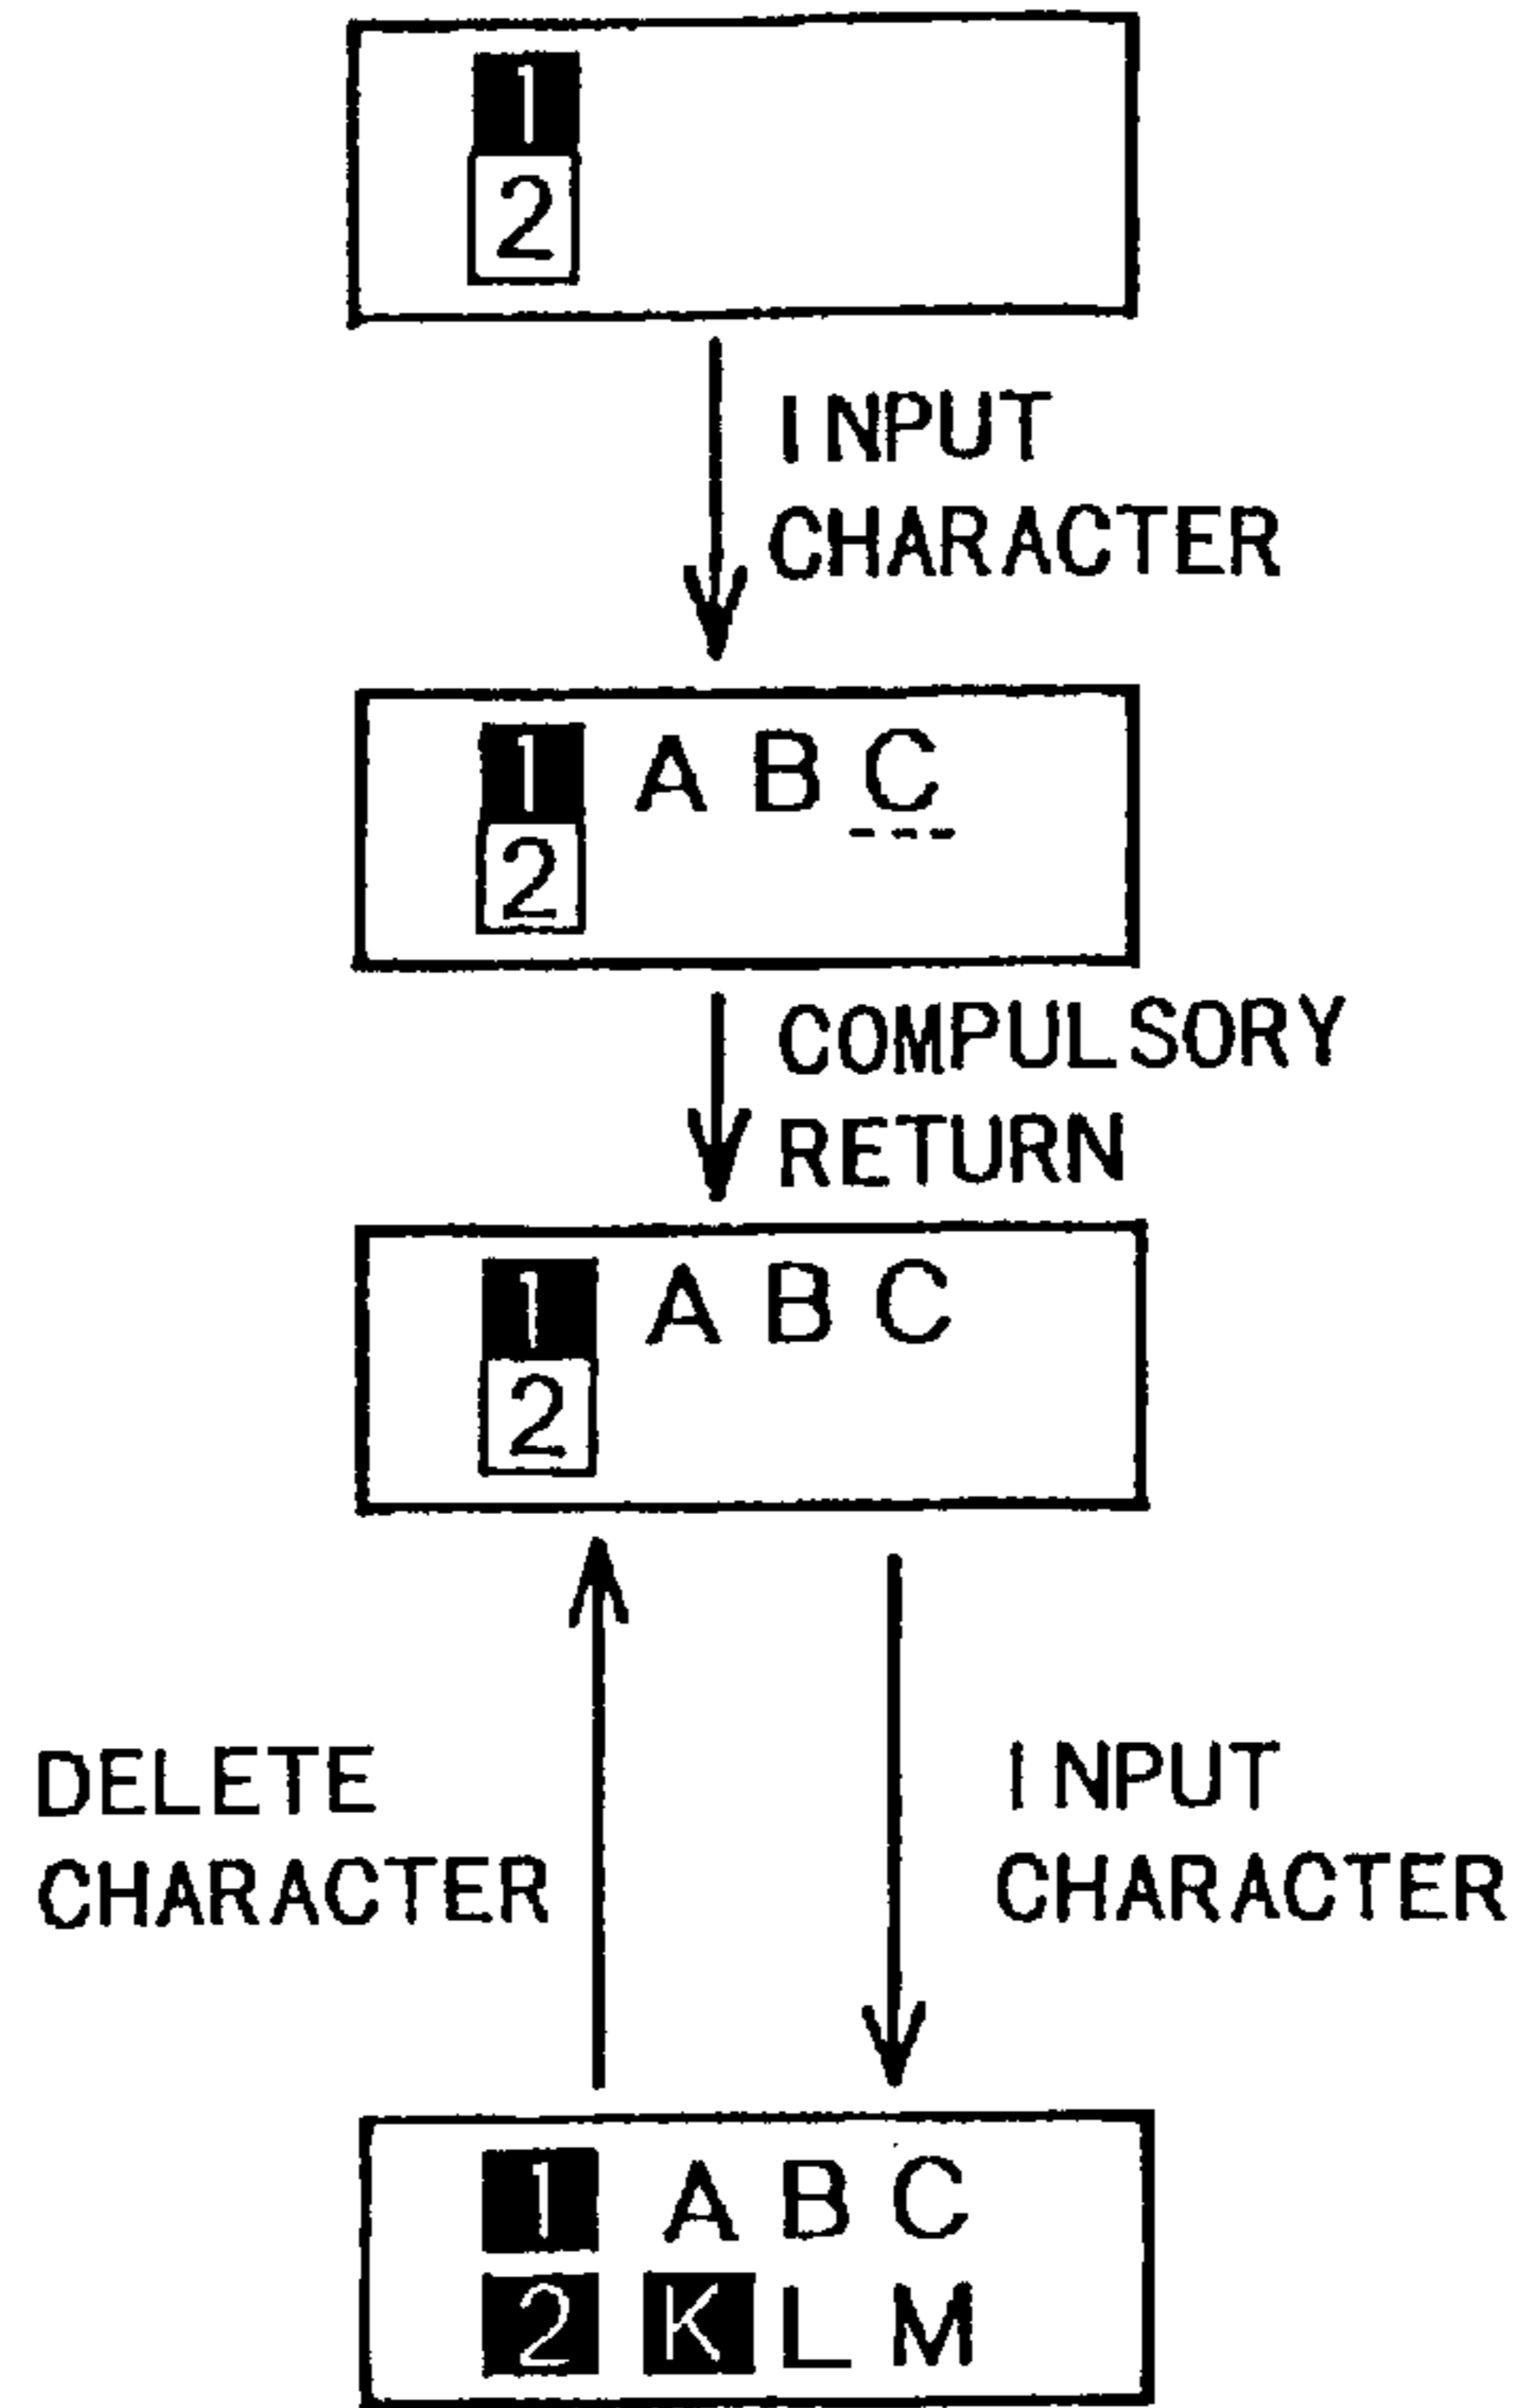 1
2
INPUT
CHARACTER
1 A B C
2
COMPULSORY
RETURN
1 A B C
2
DELETE
CHARACTER
INPUT
CHARACTER
1 A B C
2 K L M